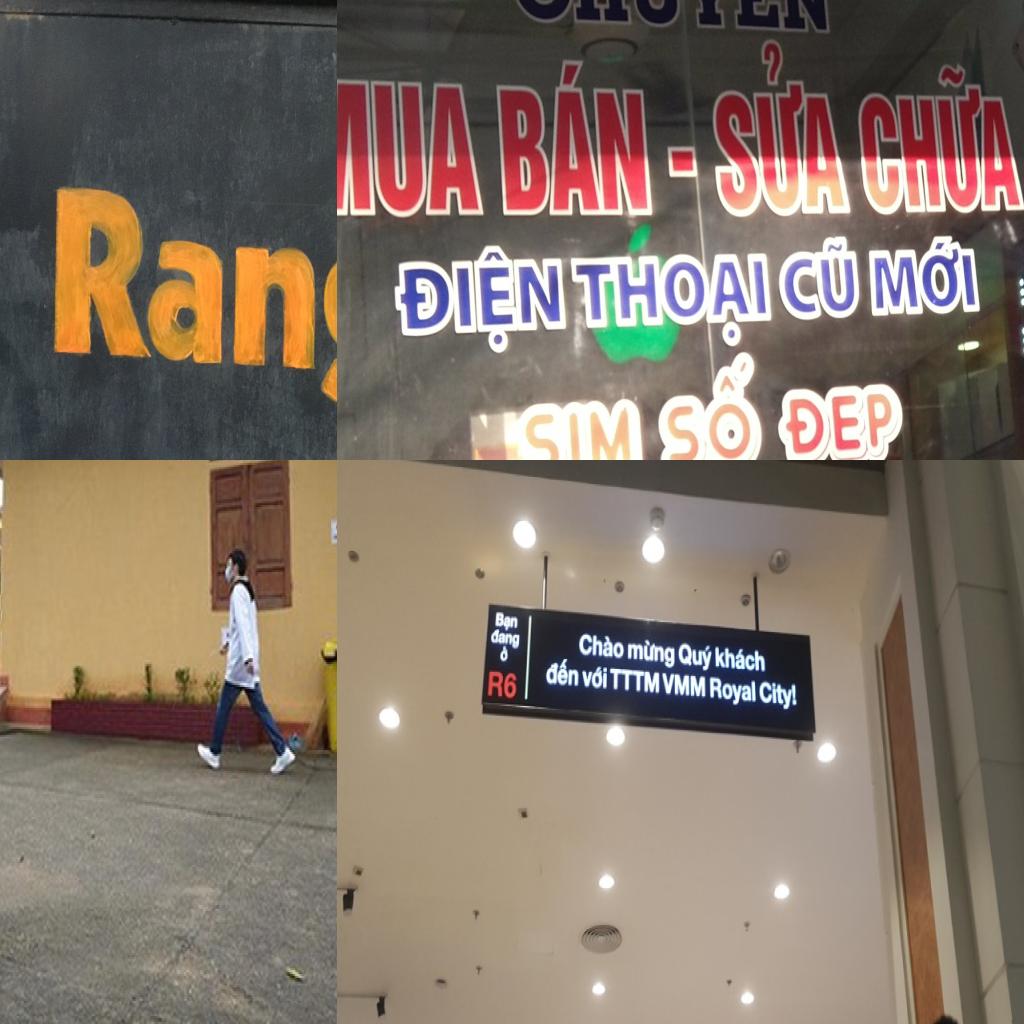 Rang
CHUYÊN
MUA BÁN - SỬA CHỮA
ĐIỆN THOẠI CŨ MỚI
SIM SỐ ĐẸP
Bạn
đang
ở
R6
Chào mừng Quý khách
đến với TTTM VMM Royal City!